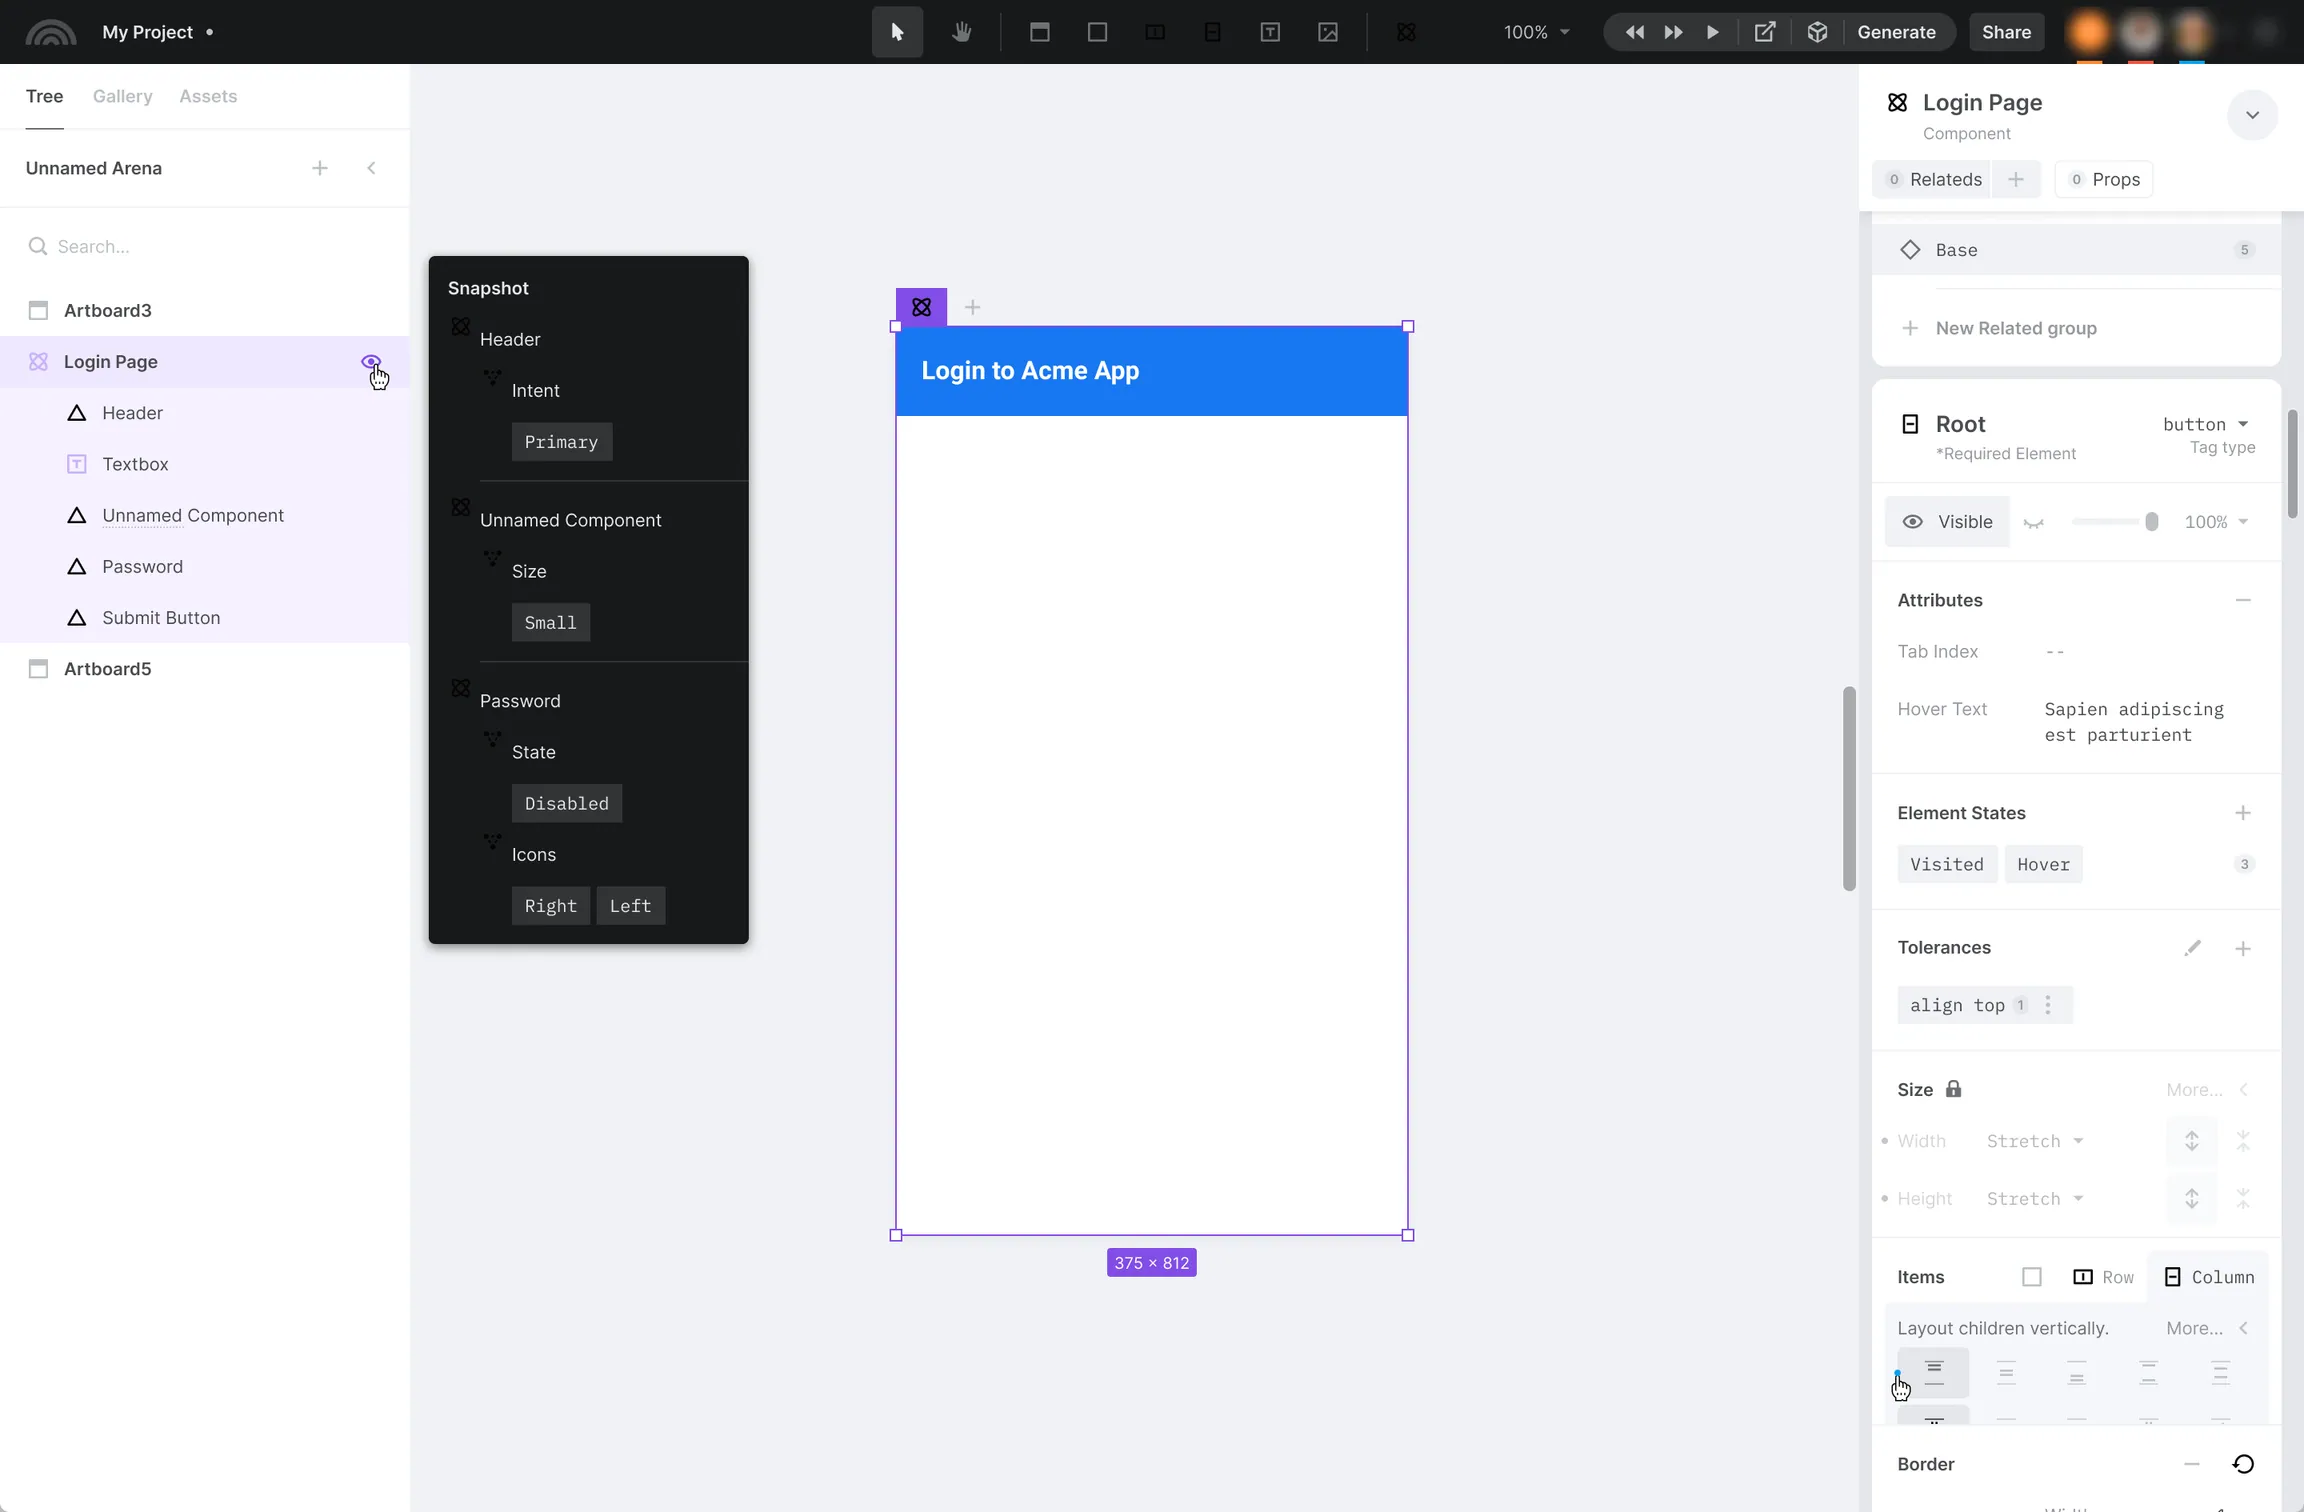 My Project
100%
Generate
Share
Tree
Gallery
Assets
Unnamed Arena
Search...
Artboard3
Login Page
Header
Textbox
Unnamed Component
Password
Submit Button
Artboard5
Snapshot
Header
Intent
Primary
Unnamed Component
Size
Small
Password
State
Disabled
Icons
Right Left
Login to Acme App
375 × 812
Login Page
Component
0 Relateds
0 Props
Base 5
New Related group
Root button
*Required Element Tag type
Visible 100%
Attributes
Tab Index --
Hover Text Sapien adipiscing
est parturient
Element States
Visited Hover 3
Tolerances
align top 1
Size More...
Width Stretch
Height Stretch
Items Row Column
Layout children vertically. More...
Border